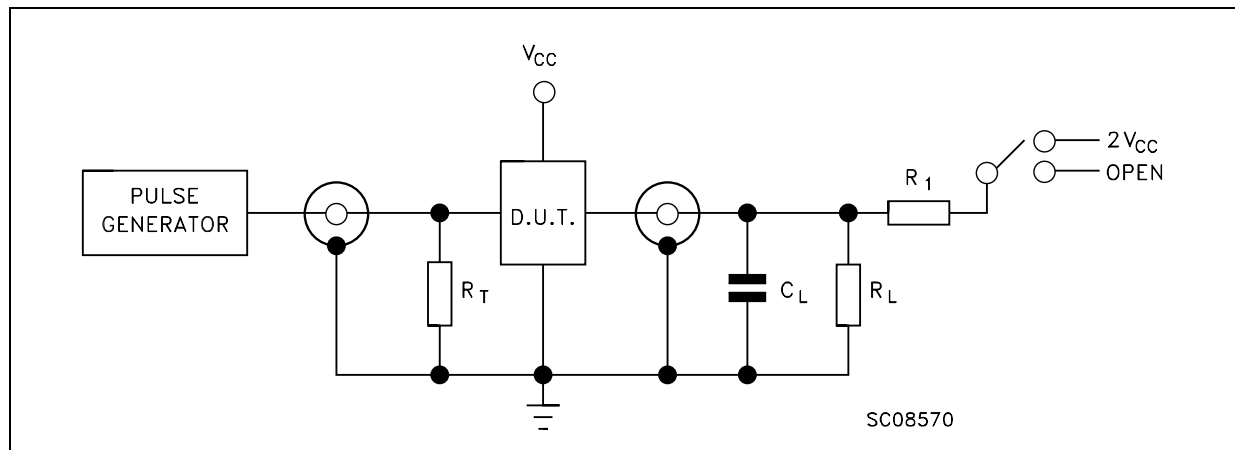 VCC
2VCC
OPEN
PULSE
GENERATOR
D.U.T.
R1
RT
CL
RL
SC08570